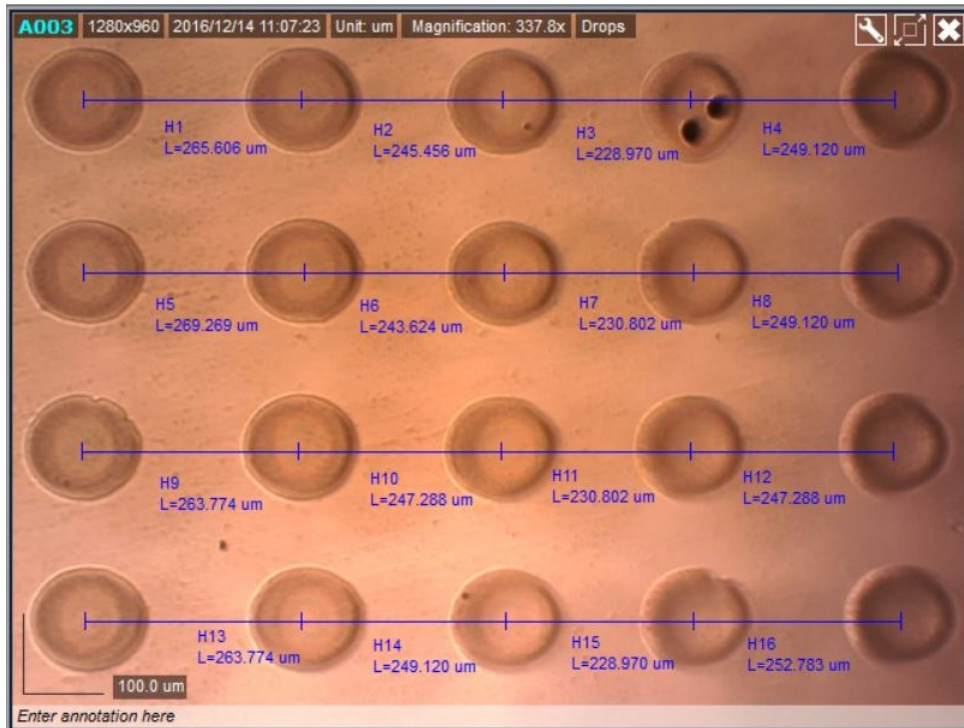 A003 1280x960 2016/12/14 11:07:23 Unit: um Magnification: 337.8x Drops
H1
L=265.606 um
H2
L=245.456 um
H3
L=228.970 um
H4
L=249.120 um
H5
L=269.269 um
H6
L=243.624 um
H7
L=230.802 um
H8
L=249.120 um
H9
L=263.774 um
H10
L=247.288 um
H11
L=230.802 um
H12
L=247.288 um
H13
L=263.774 um
H14
L=249.120 um
H15
L=228.970 um
H16
L=252.783 um
100.0 um
Enter annotation here